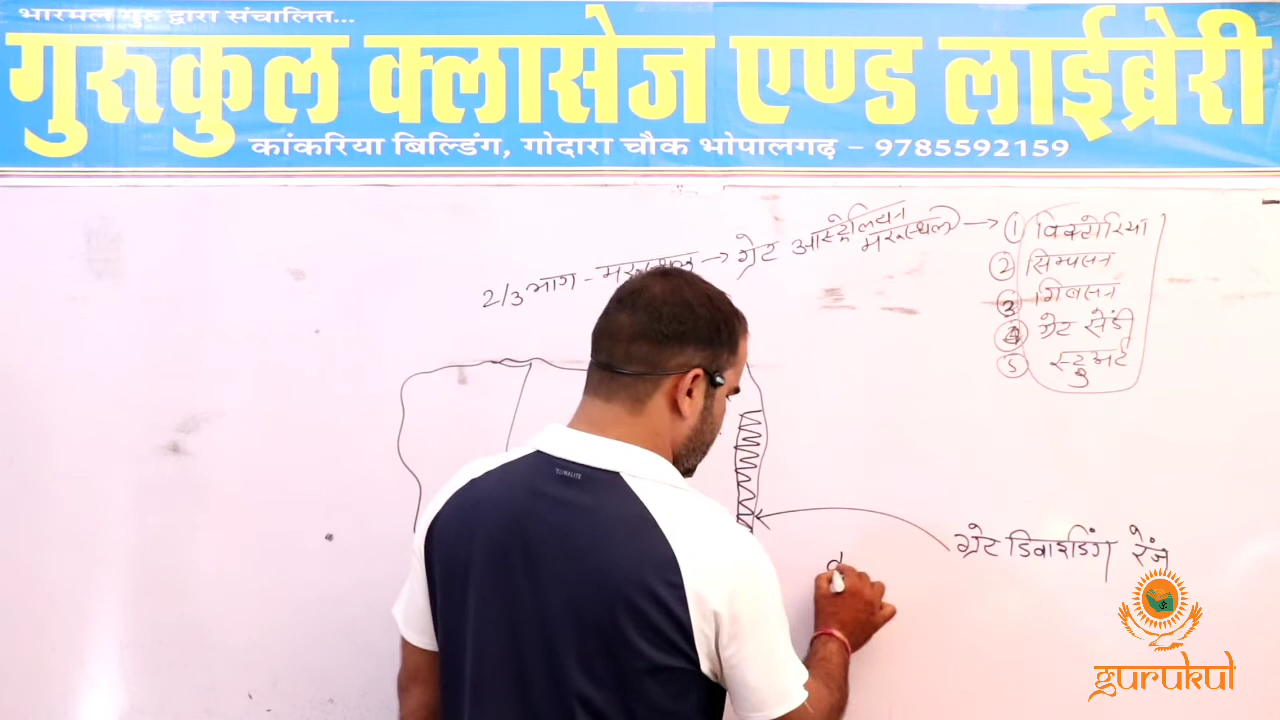 भारमल गुरु द्वारा संचालित...
गुरुकुल क्लासेज एण्ड लाईब्रेरी
कांकरिया बिल्डिंग, गोदारा चौक भोपालगढ़ – 9785592159
2/3 भाग - मरुस्थल → ग्रेट आस्ट्रेलियन मरुस्थल →
① विक्टोरिया
② सिम्पसन
③ गिबसन
④ ग्रेट सेंडी
⑤ स्टुअर्ट
ग्रेट डिवाइडिंग रेंज
gurukul